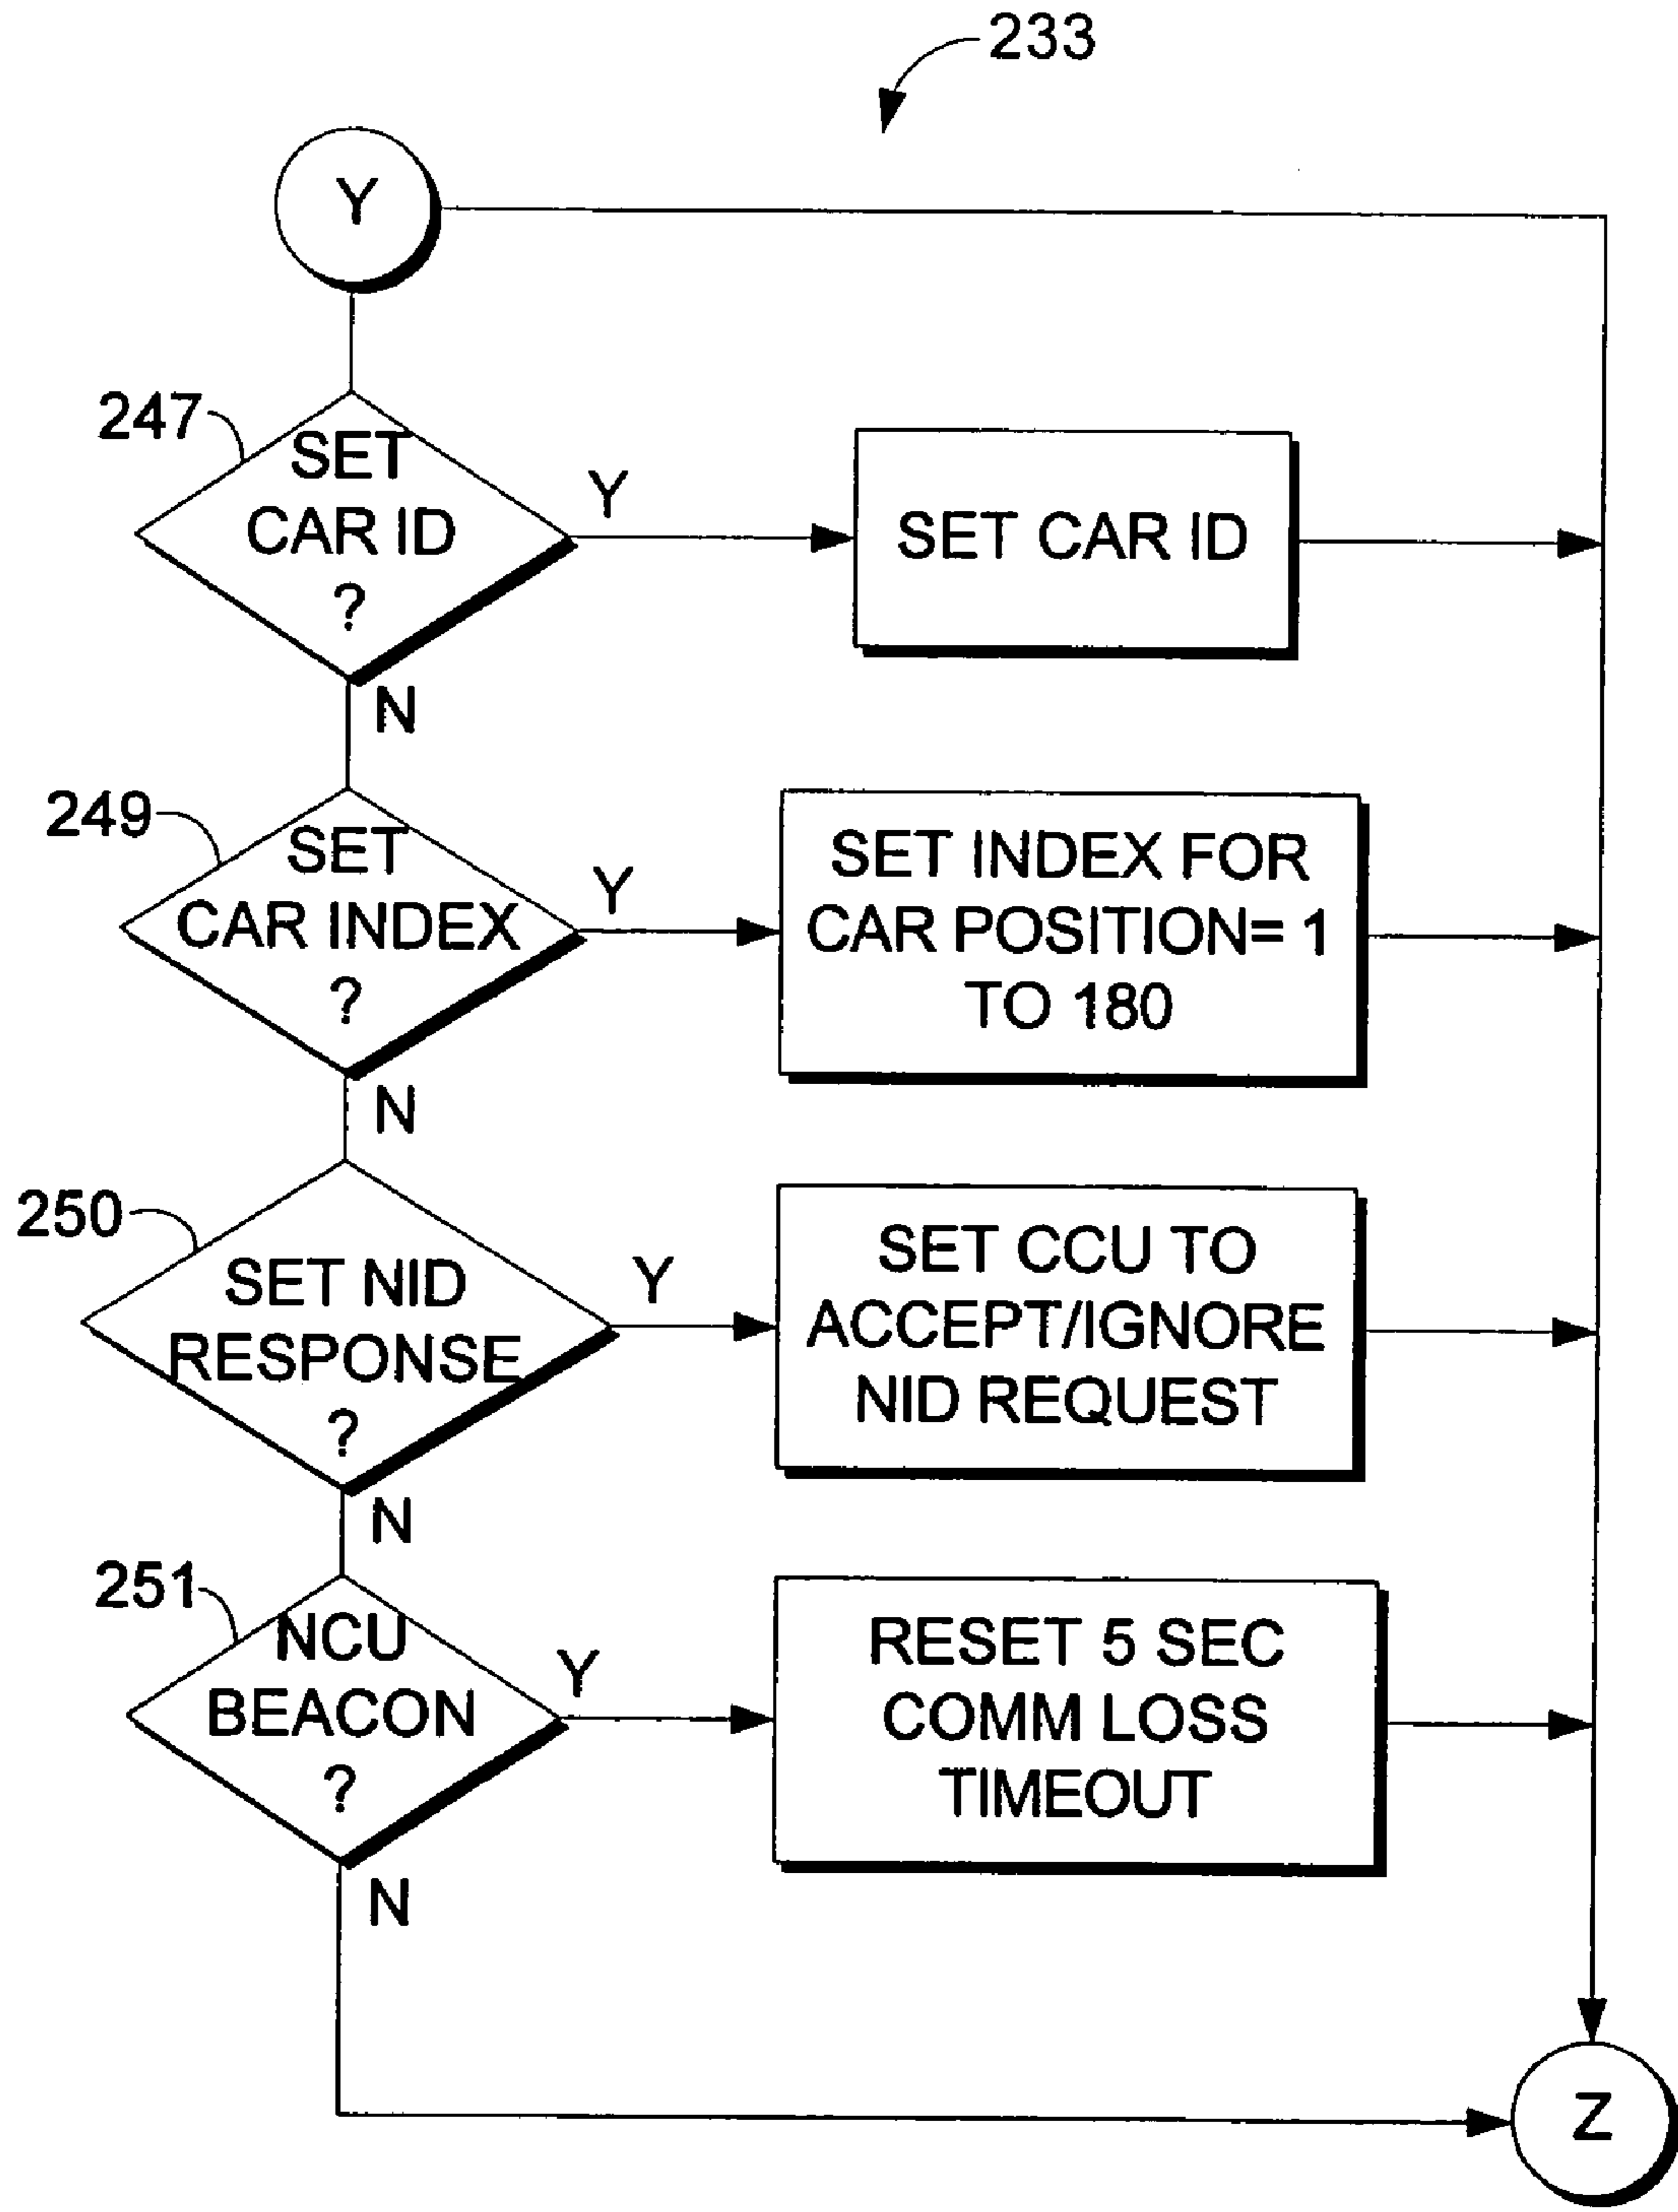 233
Y
247
SET
CAR ID
?
Y
SET CAR ID
N
249
SET
CAR INDEX
?
Y
SET INDEX FOR
CAR POSITION= 1
TO 180
N
250
SET NID
RESPONSE
?
Y
SET CCU TO
ACCEPT/IGNORE
NID REQUEST
N
251
NCU
BEACON
?
Y
RESET 5 SEC
COMM LOSS
TIMEOUT
N
Z